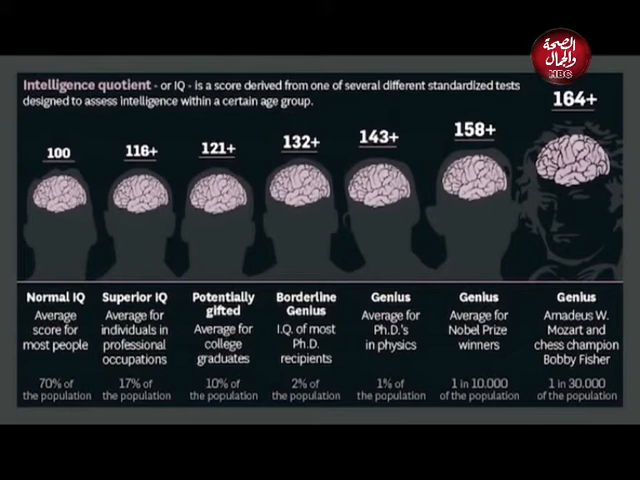 الصحة
والجمال
MBC
Intelligence quotient - or IQ - is a score derived from one of several different standardized tests
designed to assess intelligence within a certain age group.
100
116+
121+
132+
143+
158+
164+
Normal IQ
Average
score for
most people
70% of
the population
Superior IQ
Average for
individuals in
professional
occupations
17% of
the population
Potentially
gifted
Average for
college
graduates
10% of
the population
Borderline
Genius
I.Q. of most
Ph.D.
recipients
2% of
the population
Genius
Average for
Ph.D.'s
in physics
1% of
the population
Genius
Average for
Nobel Prize
winners
1 in 10.000
of the population
Genius
Amadeus W.
Mozart and
chess champion
Bobby Fisher
1 in 30.000
of the population